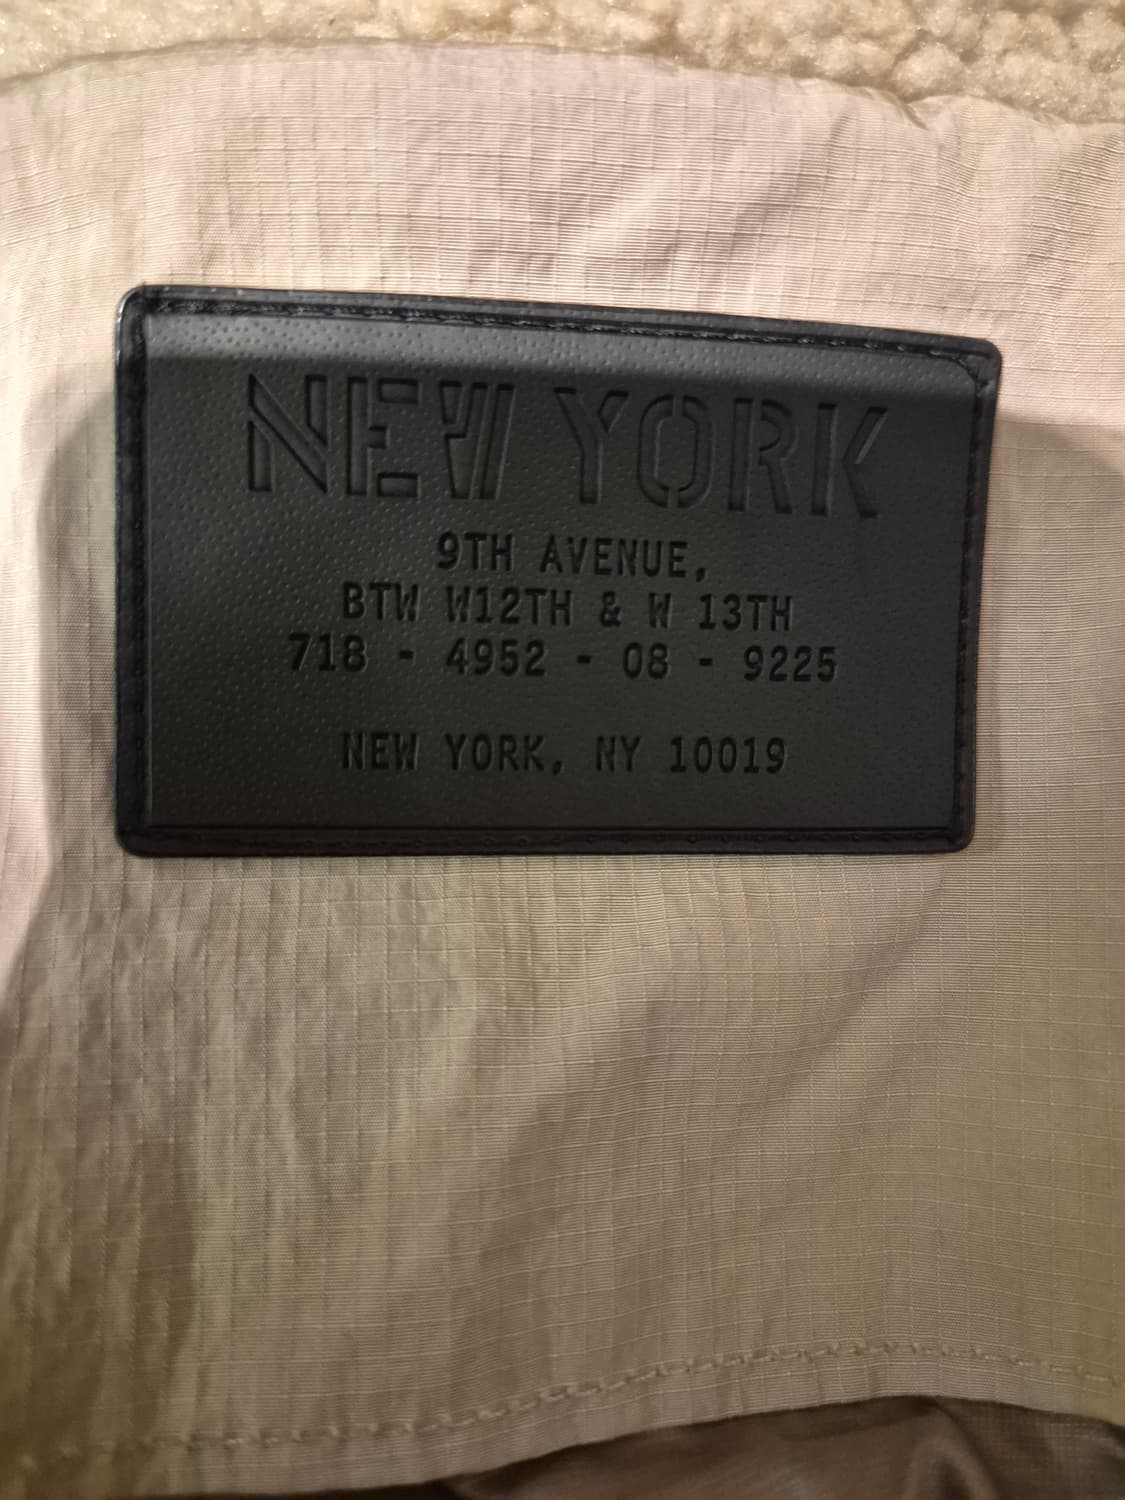 NEW YORK
9TH AVENUE,
BTW W12TH & W 13TH
718 - 4952 - 08 - 9225
NEW YORK, NY 10019